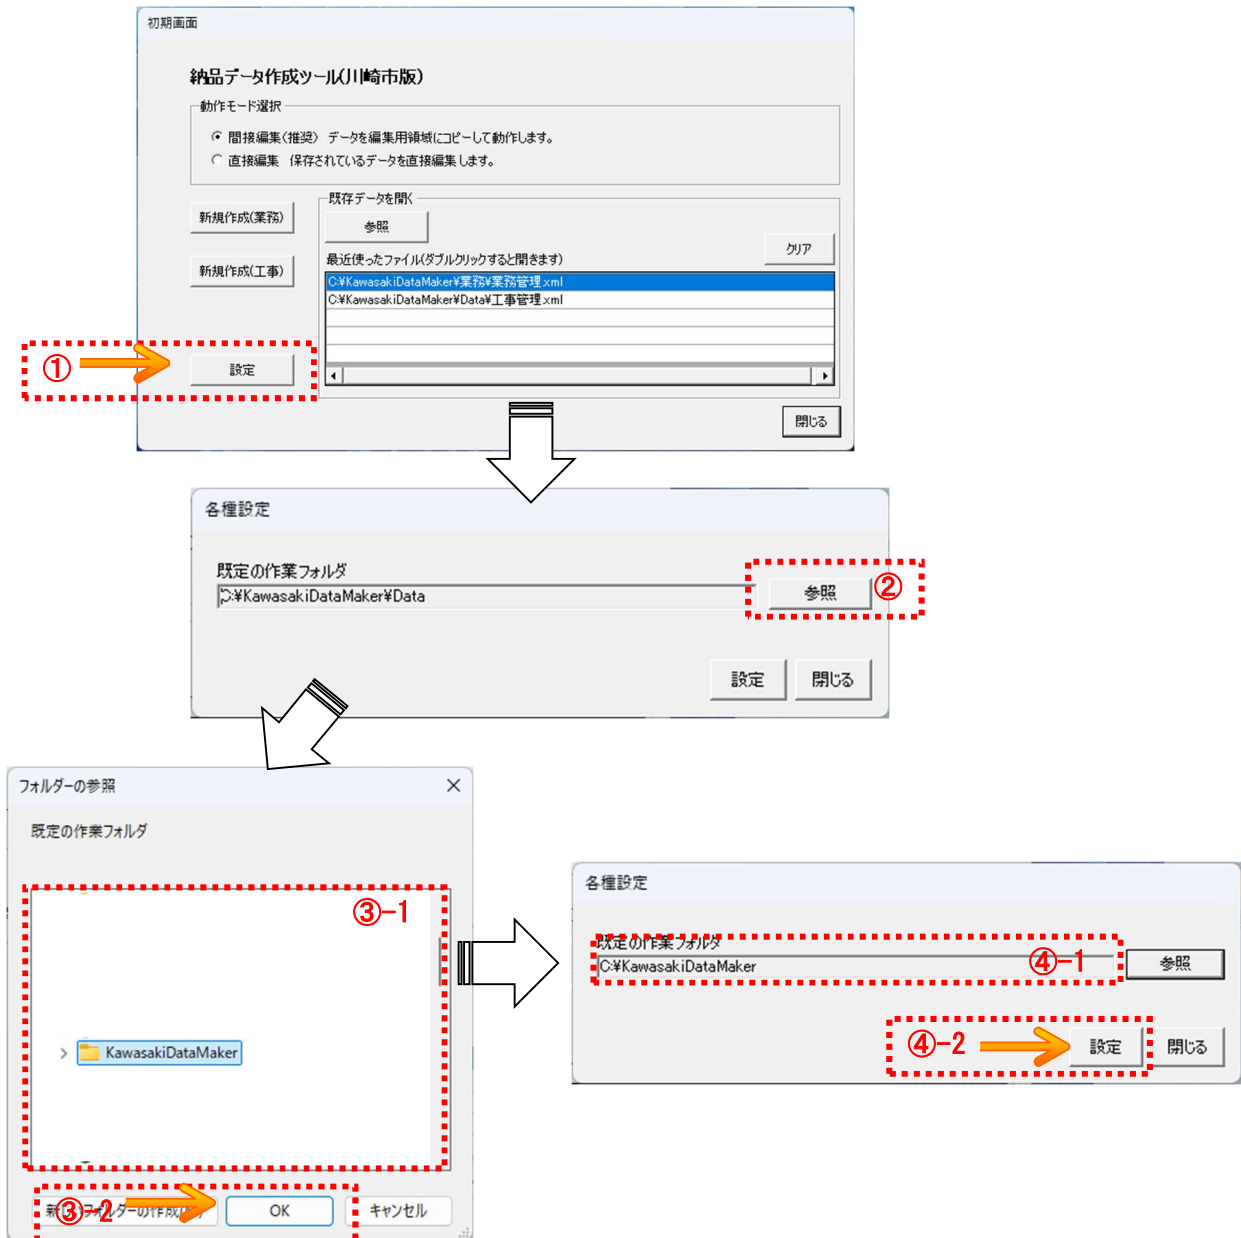 初期画面
納品データ作成ツール(川崎市版)
動作モード選択
間接編集(推奨) データを編集用領域にコピーして動作します。
直接編集 保存されているデータを直接編集します。
新規作成(業務)
既存データを開く
参照
クリア
新規作成(工事)
最近使ったファイル(ダブルクリックすると開きます)
C:¥KawasakiDataMaker¥業務¥業務管理.xml
C:¥KawasakiDataMaker¥Data¥工事管理.xml
①
設定
閉じる
各種設定
既定の作業フォルダ
C:¥KawasakiDataMaker¥Data
参照
②
設定
閉じる
フォルダーの参照
既定の作業フォルダ
③-1
KawasakiDataMaker
③-2
OK
キャンセル
各種設定
既定の作業フォルダ
C:¥KawasakiDataMaker
④-1
参照
④-2
設定
閉じる